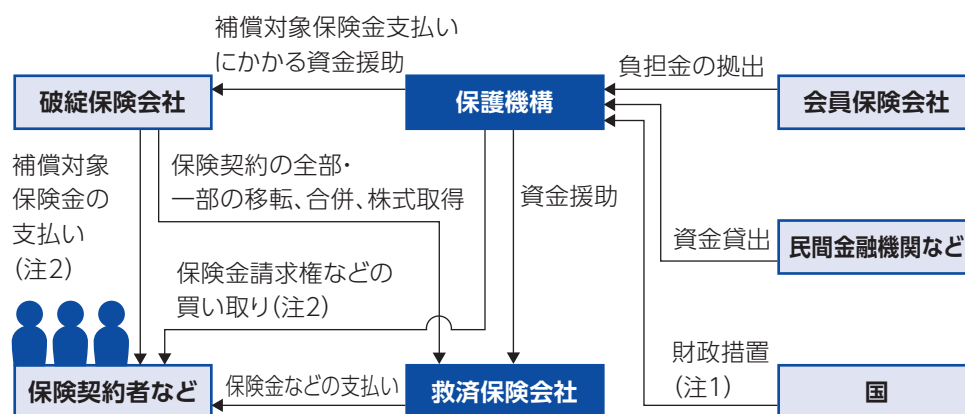 補償対象保険金支払い
にかかる資金援助
負担金の拠出
破綻保険会社
保護機構
会員保険会社
補償対象
保険金の
支払い
(注2)
保険契約の全部・
一部の移転、合併、株式取得
資金援助
資金貸出
民間金融機関など
保険金請求権などの
買い取り(注2)
財政措置
(注1)
保険契約者など
保険金などの支払い
救済保険会社
国